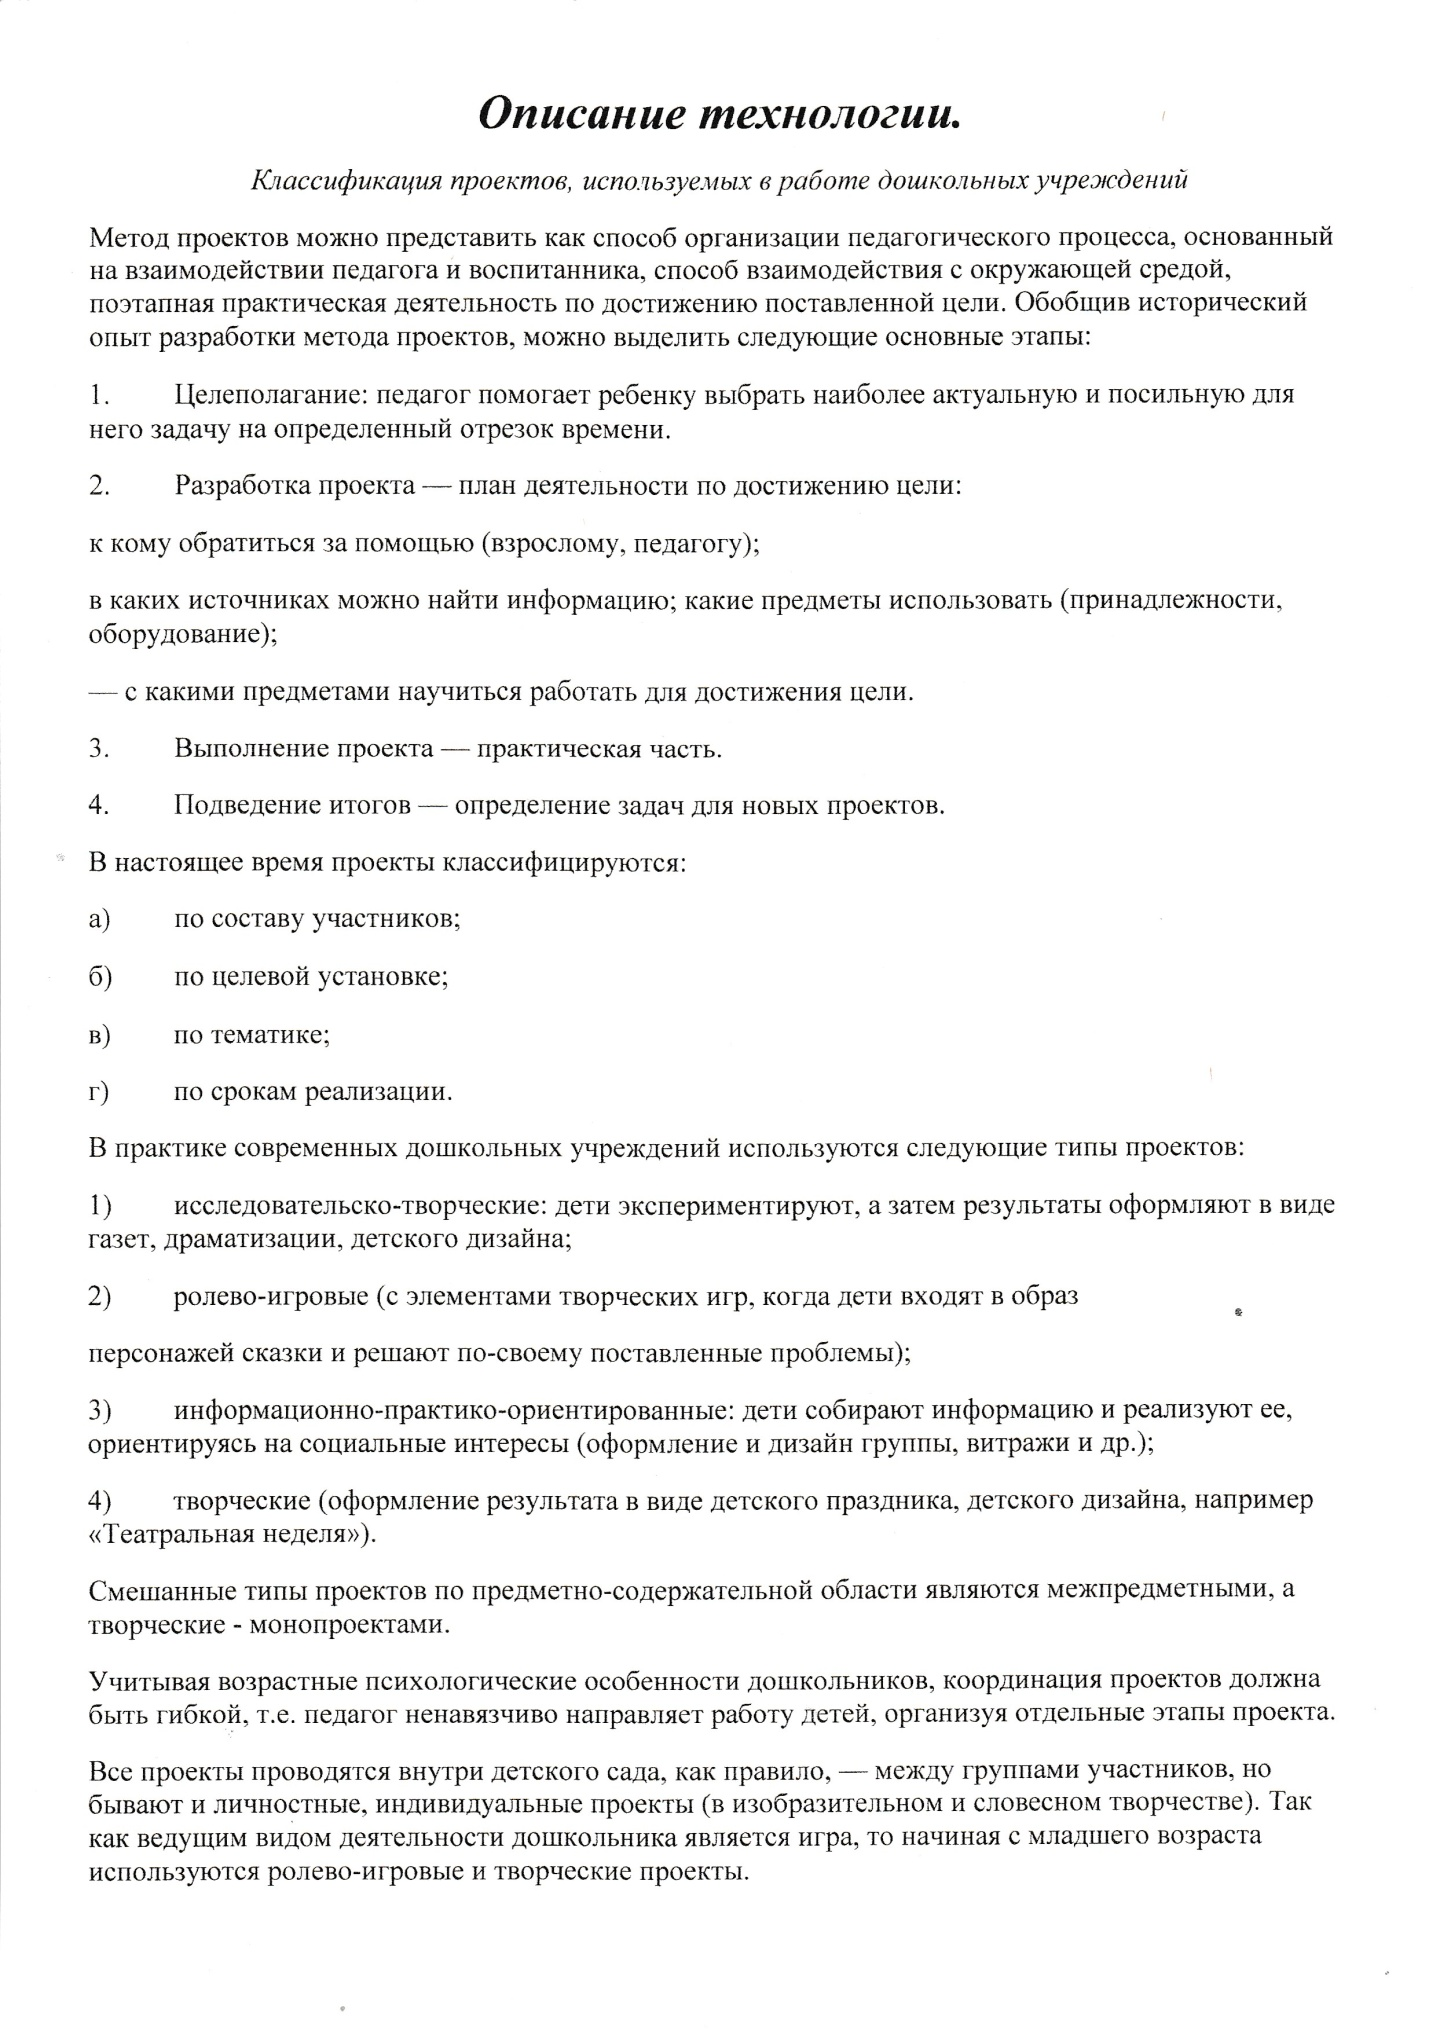 Описание технологии.
Классификация проектов, используемых в работе дошкольных учреждений
Метод проектов можно представить как способ организации педагогического процесса, основанный
на взаимодействии педагога и воспитанника, способ взаимодействия с окружающей средой,
поэтапная практическая деятельность по достижению поставленной цели. Обобщив исторический
опыт разработки метода проектов, можно выделить следующие основные этапы:
1. Целеполагание: педагог помогает ребенку выбрать наиболее актуальную и посильную для
него задачу на определенный отрезок времени.
2. Разработка проекта — план деятельности по достижению цели:
к кому обратиться за помощью (взрослому, педагогу);
в каких источниках можно найти информацию; какие предметы использовать (принадлежности,
оборудование);
— с какими предметами научиться работать для достижения цели.
3. Выполнение проекта — практическая часть.
4. Подведение итогов — определение задач для новых проектов.
В настоящее время проекты классифицируются:
а) по составу участников;
б) по целевой установке;
в) по тематике;
г) по срокам реализации.
В практике современных дошкольных учреждений используются следующие типы проектов:
1) исследовательско-творческие: дети экспериментируют, а затем результаты оформляют в виде
газет, драматизации, детского дизайна;
2) ролево-игровые (с элементами творческих игр, когда дети входят в образ
персонажей сказки и решают по-своему поставленные проблемы);
3) информационно-практико-ориентированные: дети собирают информацию и реализуют ее,
ориентируясь на социальные интересы (оформление и дизайн группы, витражи и др.);
4) творческие (оформление результата в виде детского праздника, детского дизайна, например
«Театральная неделя»).
Смешанные типы проектов по предметно-содержательной области являются межпредметными, а
творческие - монопроектами.
Учитывая возрастные психологические особенности дошкольников, координация проектов должна
быть гибкой, т.е. педагог ненавязчиво направляет работу детей, организуя отдельные этапы проекта.
Все проекты проводятся внутри детского сада, как правило, — между группами участников, но
бывают и личностные, индивидуальные проекты (в изобразительном и словесном творчестве). Так
как ведущим видом деятельности дошкольника является игра, то начиная с младшего возраста
используются ролево-игровые и творческие проекты.